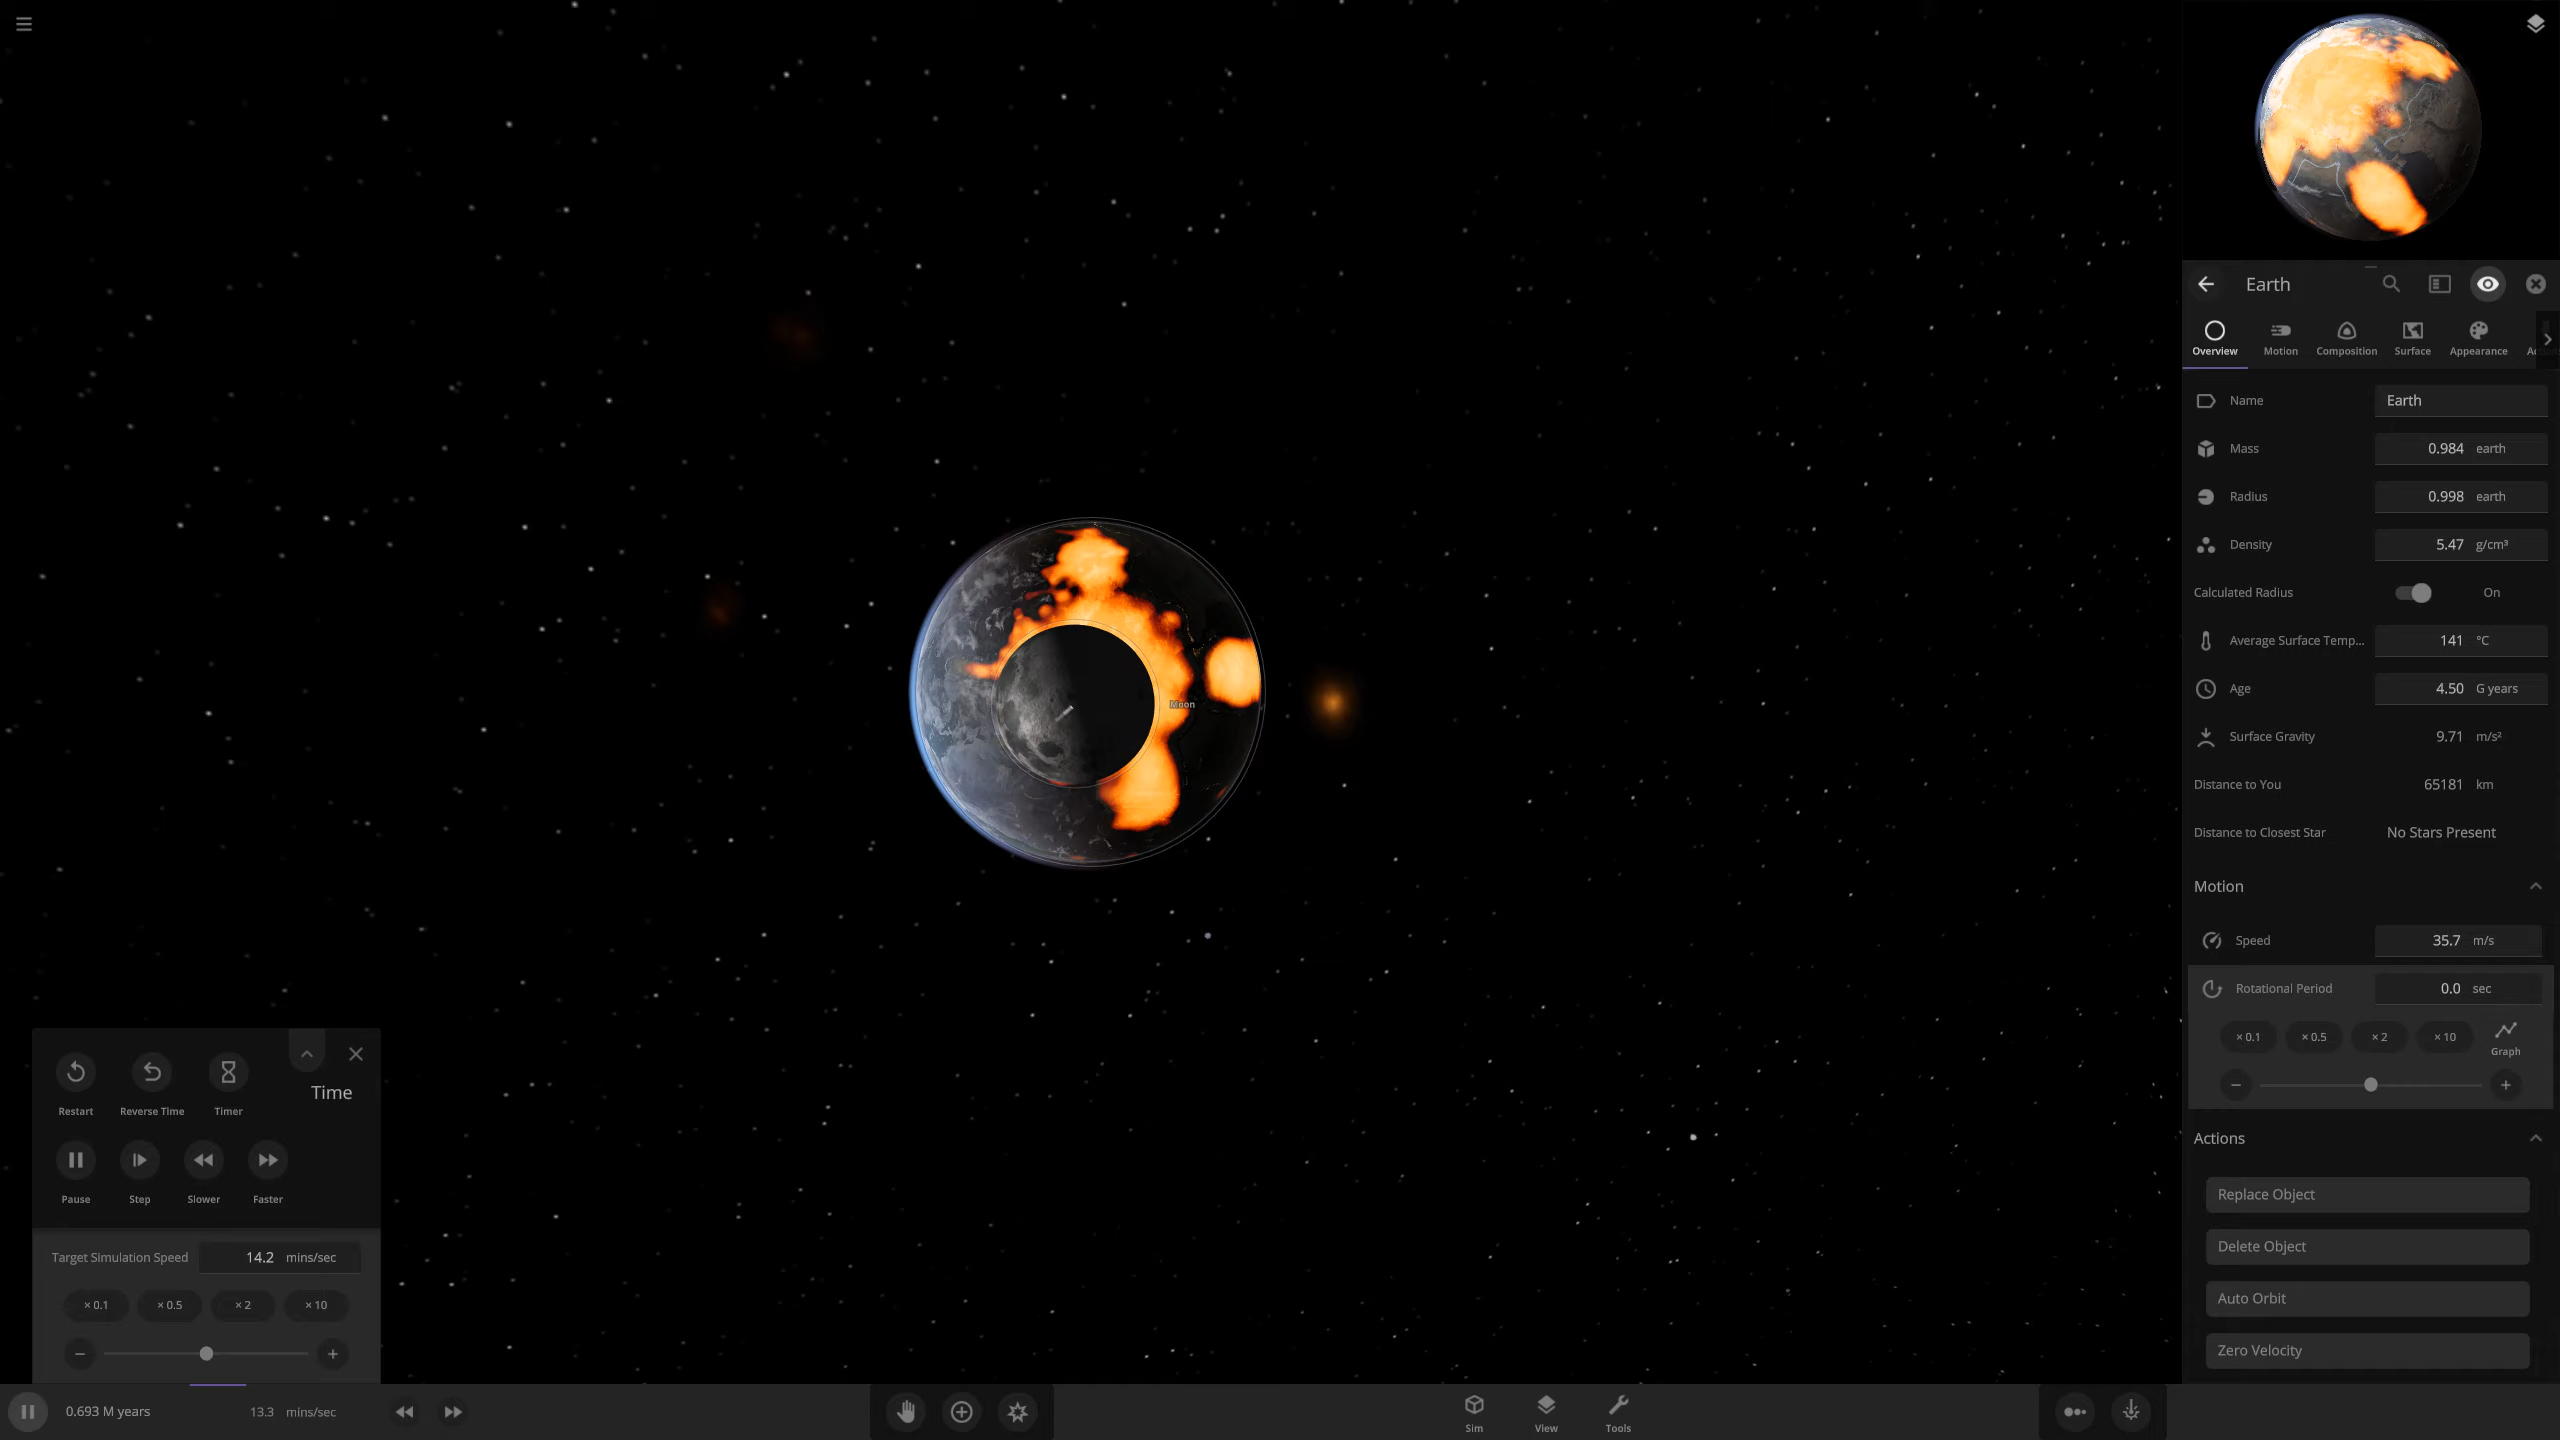 Earth
Overview
Motion
Composition
Surface
Appearance
Name
Earth
Mass
0.984 earth
Radius
0.998 earth
Density
5.47 g/cm³
Calculated Radius
On
Average Surface Temp...
141 °C
Age
4.50 G years
Surface Gravity
9.71 m/s²
Distance to You
65181 km
Distance to Closest Star
No Stars Present
Motion
Speed
35.7 m/s
Rotational Period
0.0 sec
× 0.1
× 0.5
× 2
× 10
Graph
Actions
Replace Object
Delete Object
Auto Orbit
Zero Velocity
Moon
Time
Restart
Reverse Time
Timer
Pause
Step
Slower
Faster
Target Simulation Speed
14.2 mins/sec
× 0.1
× 0.5
× 2
× 10
0.693 M years
13.3 mins/sec
Sim
View
Tools